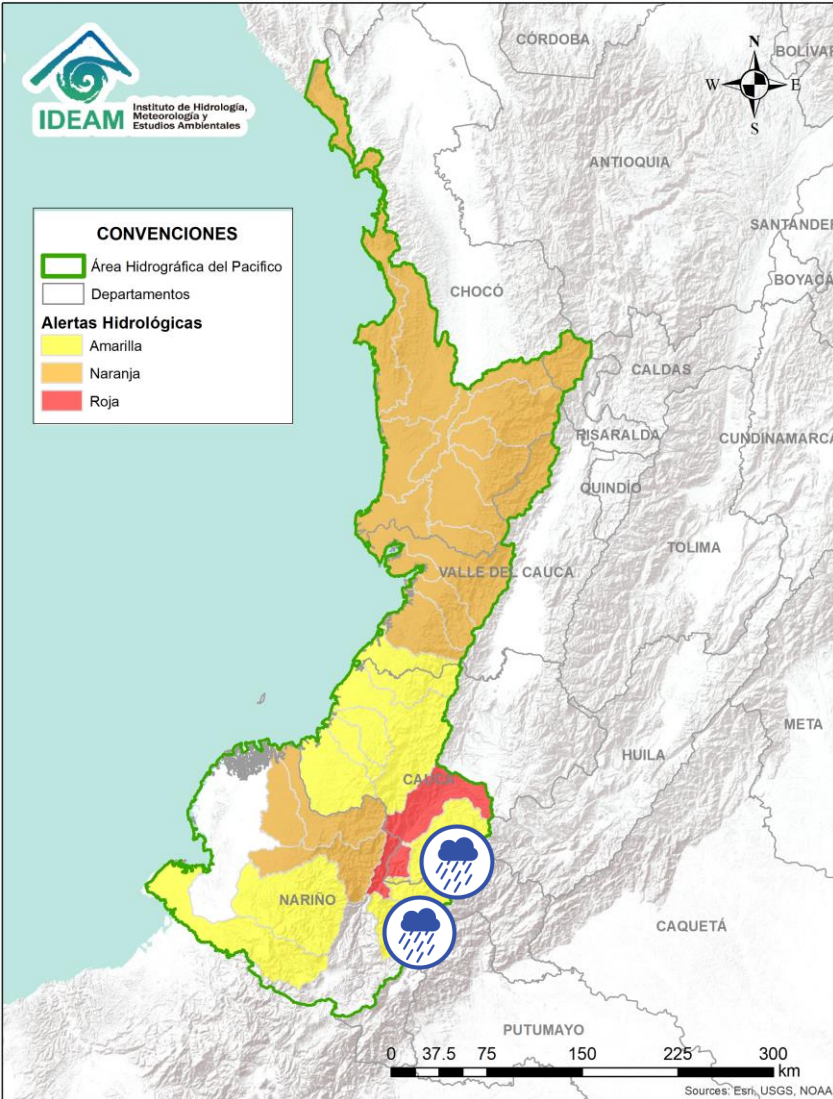 IDEAM
Instituto de Hidrología,
Meteorología y
Estudios Ambientales
N
W
E
S
CÓRDOBA
BOLÍVAR
ANTIOQUIA
SANTANDER
BOYACÁ
CONVENCIONES
Área Hidrográfica del Pacifico
Departamentos
Alertas Hidrológicas
Amarilla
Naranja
Roja
CHOCÓ
CALDAS
RISARALDA
CUNDINAMARCA
QUINDÍO
TOLIMA
VALLE DEL CAUCA
META
HUILA
CAUCA
NARIÑO
CAQUETÁ
PUTUMAYO
0 37.5 75 150 225 300
km
Sources: Esri, USGS, NOAA